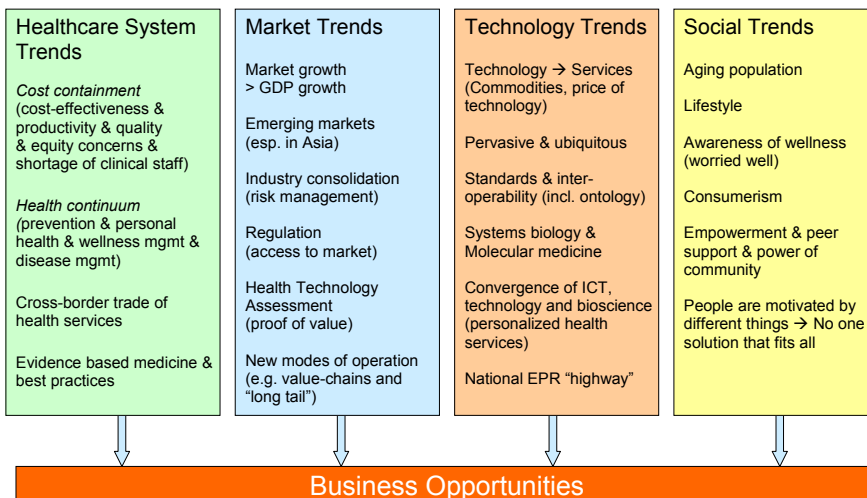 Healthcare System
Trends
Cost containment
(cost-effectiveness &
productivity & quality
& equity concerns &
shortage of clinical staff)
Health continuum
(prevention & personal
health & wellness mgmt &
disease mgmt)
Cross-border trade of
health services
Evidence based medicine &
best practices
Market Trends
Market growth
> GDP growth
Emerging markets
(esp. in Asia)
Industry consolidation
(risk management)
Regulation
(access to market)
Health Technology
Assessment
(proof of value)
New modes of operation
(e.g. value-chains and
“long tail”)
Technology Trends
Technology → Services
(Commodities, price of
technology)
Pervasive & ubiquitous
Standards & inter-
operability (incl. ontology)
Systems biology &
Molecular medicine
Convergence of ICT,
technology and bioscience
(personalized health
services)
National EPR “highway”
Social Trends
Aging population
Lifestyle
Awareness of wellness
(worried well)
Consumerism
Empowerment & peer
support & power of
community
People are motivated by
different things → No one
solution that fits all
Business Opportunities